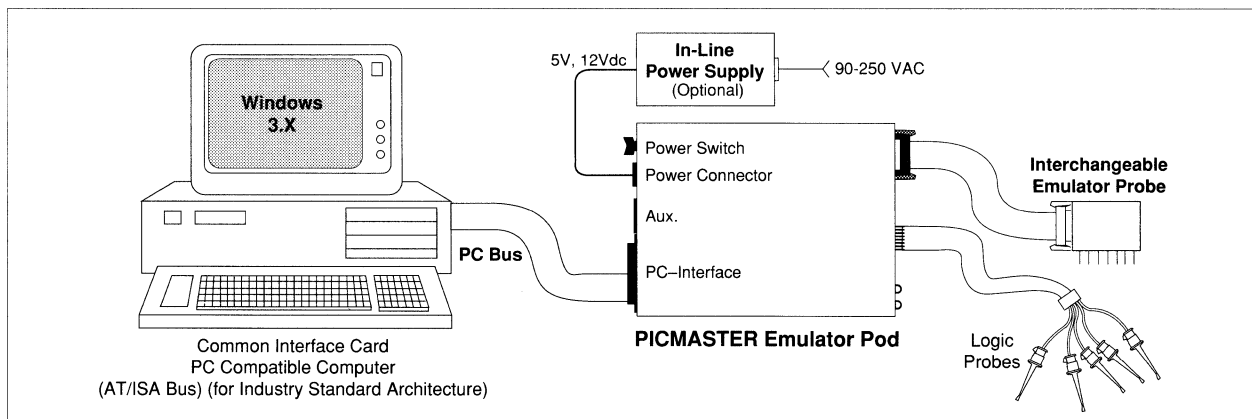 Windows
3.X
5V, 12Vdc
In-Line
Power Supply
(Optional)
90-250 VAC
Power Switch
Power Connector
Aux.
PC–Interface
PC Bus
Interchangeable
Emulator Probe
PICMASTER Emulator Pod
Logic
Probes
Common Interface Card
PC Compatible Computer
(AT/ISA Bus) (for Industry Standard Architecture)